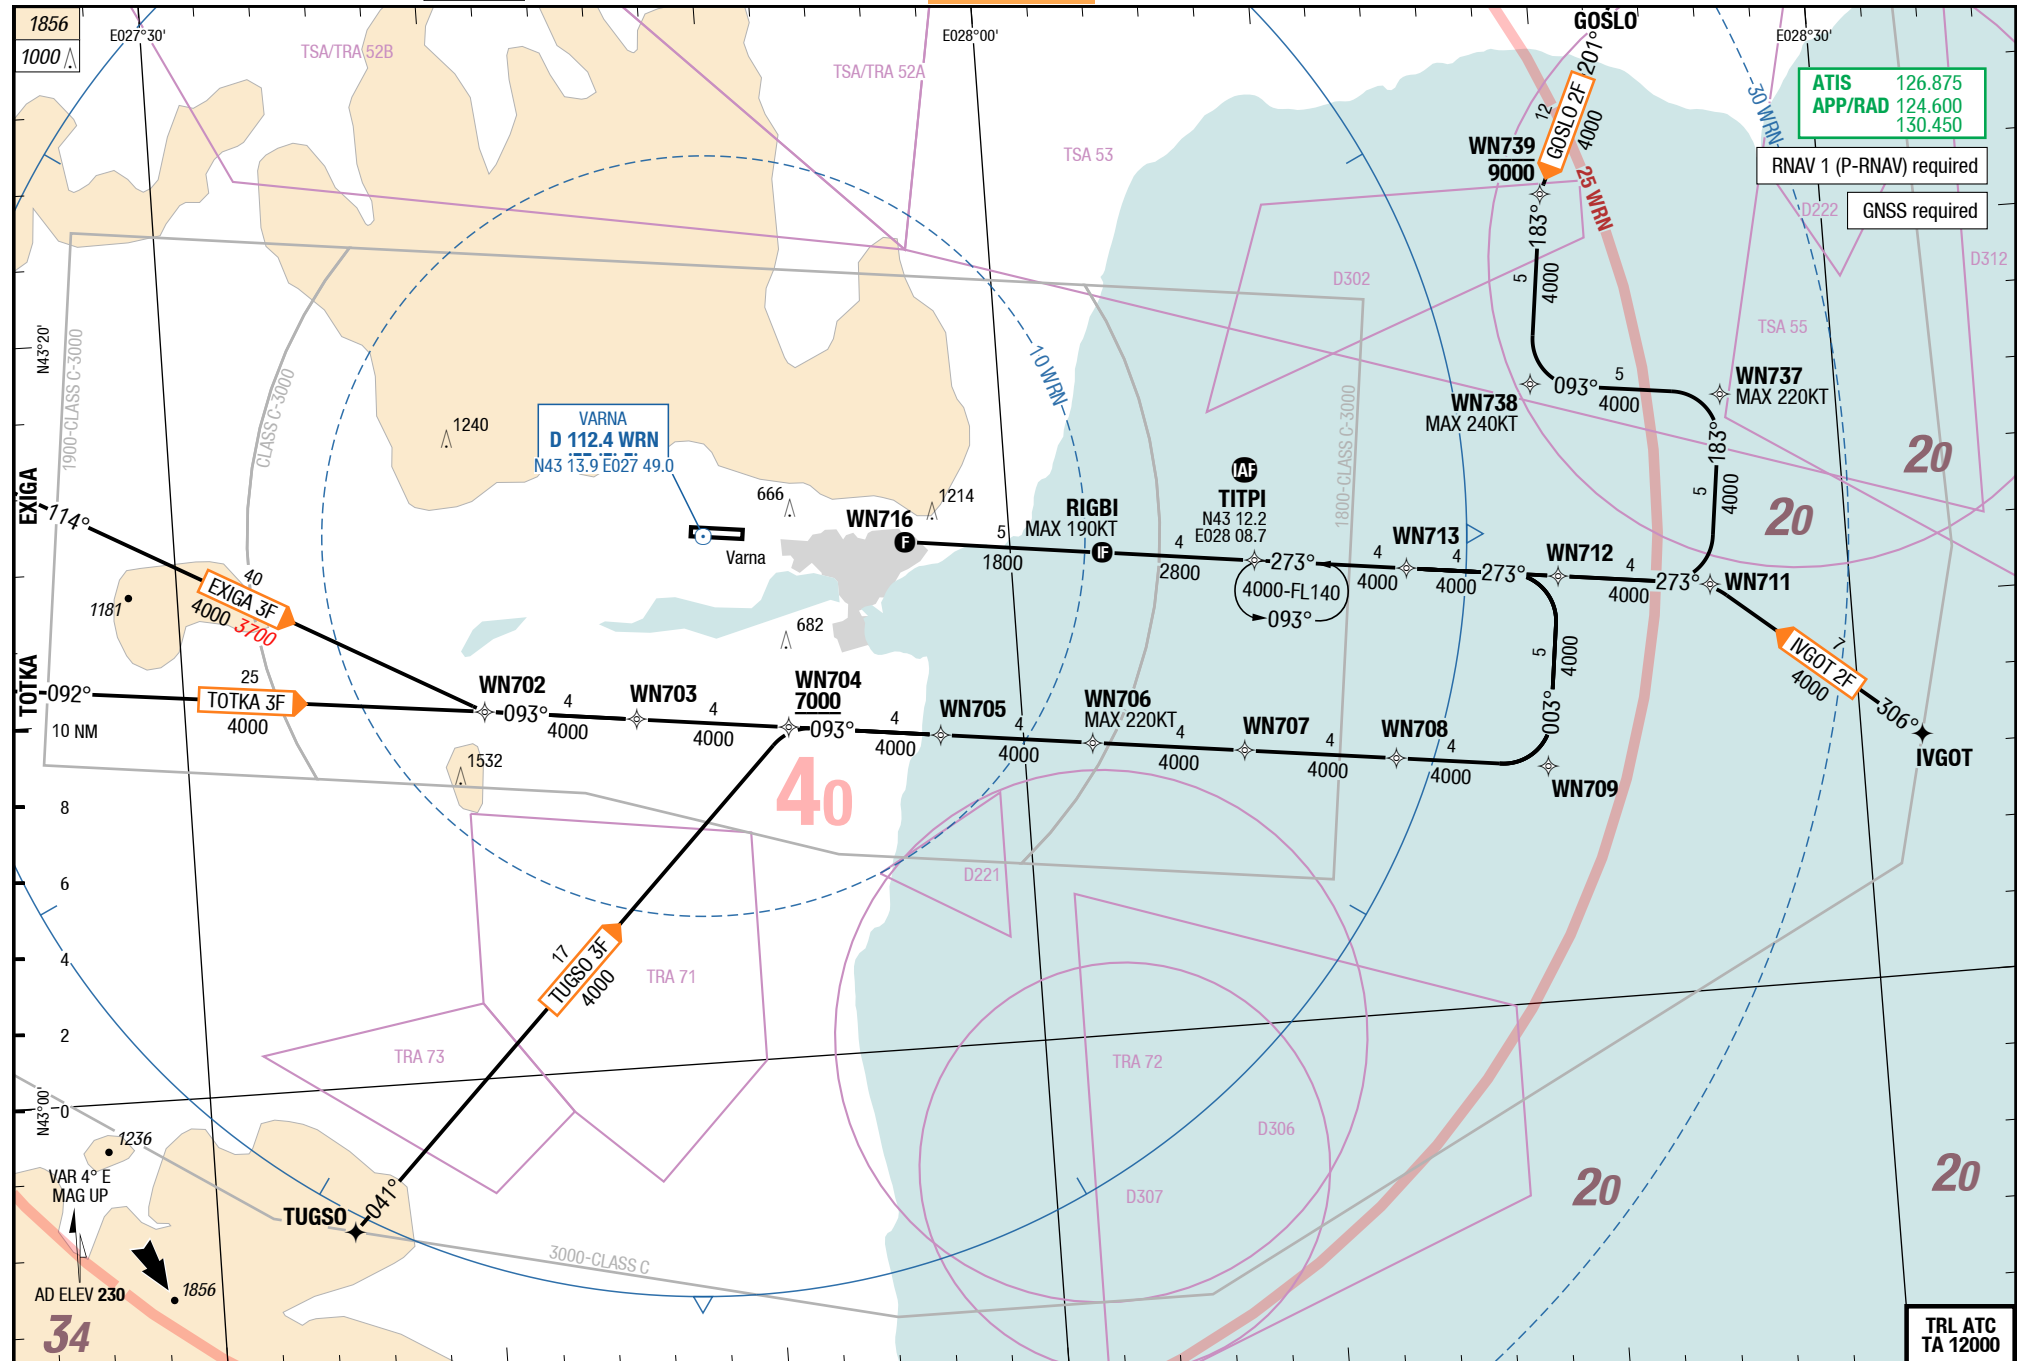 1856
1000
E027°30'
TSA/TRA 52B
TSA/TRA 52A
E028°00'
GOSLO
E028°30'
201°
12
GOSLO 2F
4000
30 WRN
ATIS 126.875
APP/RAD 124.600
130.450
RNAV 1 (P-RNAV) required
GNSS required
TSA 53
WN739
9000
25 WRN
D222
D312
D302
183°
5
4000
TSA 55
N43°20'
1900-CLASS C-3000
CLASS C-3000
10 WRN
1800-CLASS C-3000
093°
5
4000
WN737
MAX 220KT
WN738
MAX 240KT
183°
5
4000
20
20
1240
VARNA
D 112.4 WRN
N43 13.9 E027 49.0
666
1214
Varna
WN716
F
5
1800
RIGBI
MAX 190KT
IF
4
2800
IAF
TITPI
N43 12.2
E028 08.7
273°
4000-FL140
093°
4
4000
WN713
4
4000
273°
WN712
4
4000
273°
WN711
EXIGA
114°
40
EXIGA 3F
4000 3700
1181
682
TOTKA
092°
25
TOTKA 3F
4000
WN702
093°
4
4000
WN703
4
4000
WN704
7000
093°
4
4000
WN705
4
4000
WN706
MAX 220KT
4
4000
WN707
4
4000
WN708
4
4000
WN709
003°
5
4000
7
IVGOT 2F
4000
306°
IVGOT
10 NM
8
6
4
2
0
1532
40
D221
17
TUGSO 3F
4000
TRA 71
TRA 73
TRA 72
D306
D307
N43°00'
1236
VAR 4° E
MAG UP
TUGSO
041°
3000-CLASS C
20
20
AD ELEV 230
1856
34
TRL ATC
TA 12000